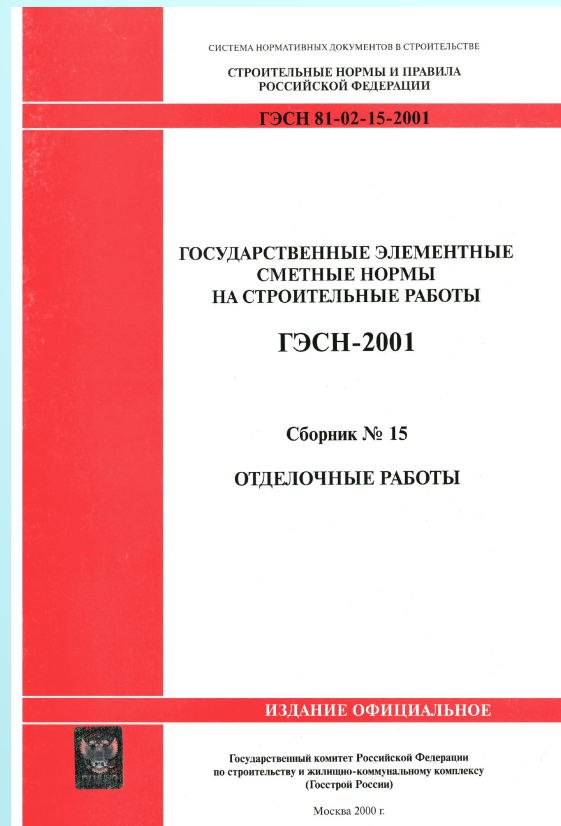 СИСТЕМА НОРМАТИВНЫХ ДОКУМЕНТОВ В СТРОИТЕЛЬСТВЕ
СТРОИТЕЛЬНЫЕ НОРМЫ И ПРАВИЛА
РОССИЙСКОЙ ФЕДЕРАЦИИ
ГЭСН 81-02-15-2001
ГОСУДАРСТВЕННЫЕ ЭЛЕМЕНТНЫЕ
СМЕТНЫЕ НОРМЫ
НА СТРОИТЕЛЬНЫЕ РАБОТЫ
ГЭСН-2001
Сборник № 15
ОТДЕЛОЧНЫЕ РАБОТЫ
ИЗДАНИЕ ОФИЦИАЛЬНОЕ
Государственный комитет Российской Федерации
по строительству и жилищно-коммунальному комплексу
(Госстрой России)
Москва 2000 г.